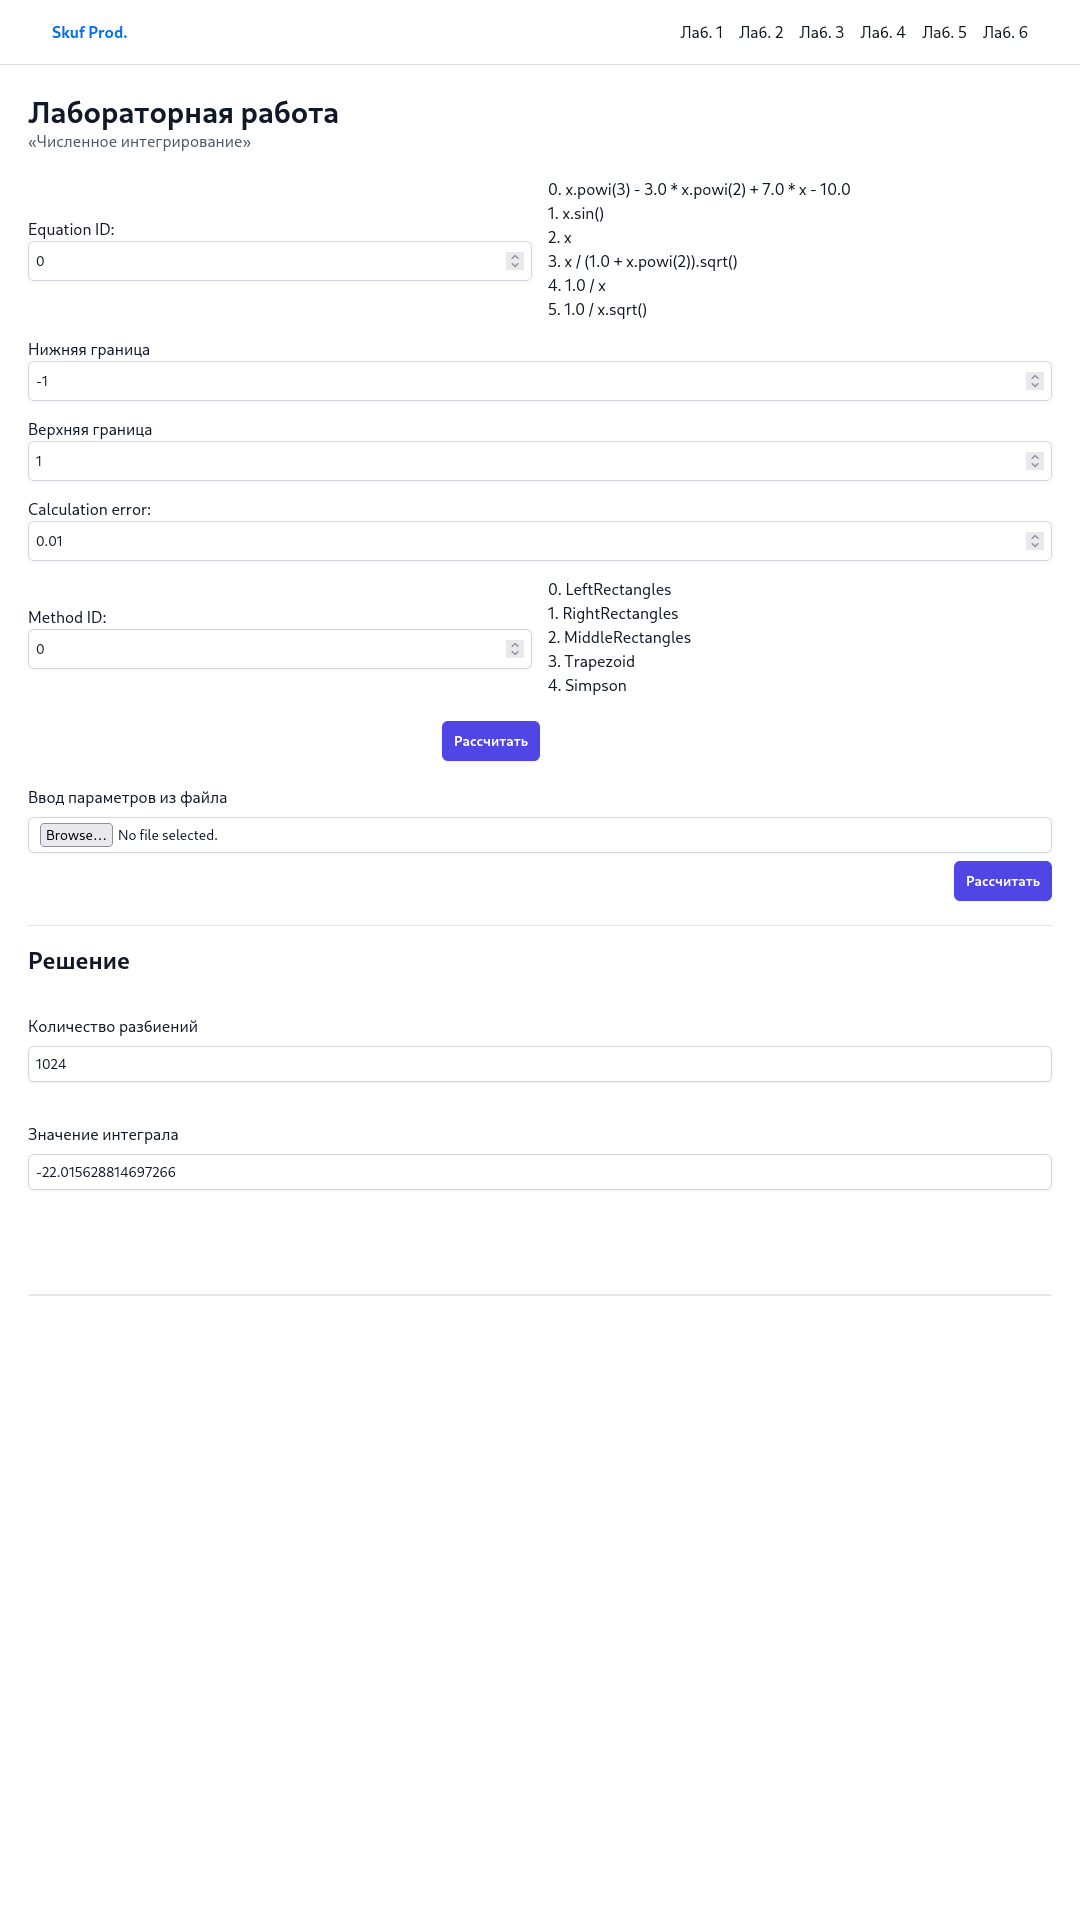 Skuf Prod.
Лаб. 1 Лаб. 2 Лаб. 3 Лаб. 4 Лаб. 5 Лаб. 6
Лабораторная работа
«Численное интегрирование»
Equation ID:
0
0. x.powi(3) - 3.0 * x.powi(2) + 7.0 * x - 10.0
1. x.sin()
2. x
3. x / (1.0 + x.powi(2)).sqrt()
4. 1.0 / x
5. 1.0 / x.sqrt()
Нижняя граница
-1
Верхняя граница
1
Calculation error:
0.01
Method ID:
0
0. LeftRectangles
1. RightRectangles
2. MiddleRectangles
3. Trapezoid
4. Simpson
Рассчитать
Ввод параметров из файла
Browse... No file selected.
Рассчитать
Решение
Количество разбиений
1024
Значение интеграла
-22.015628814697266